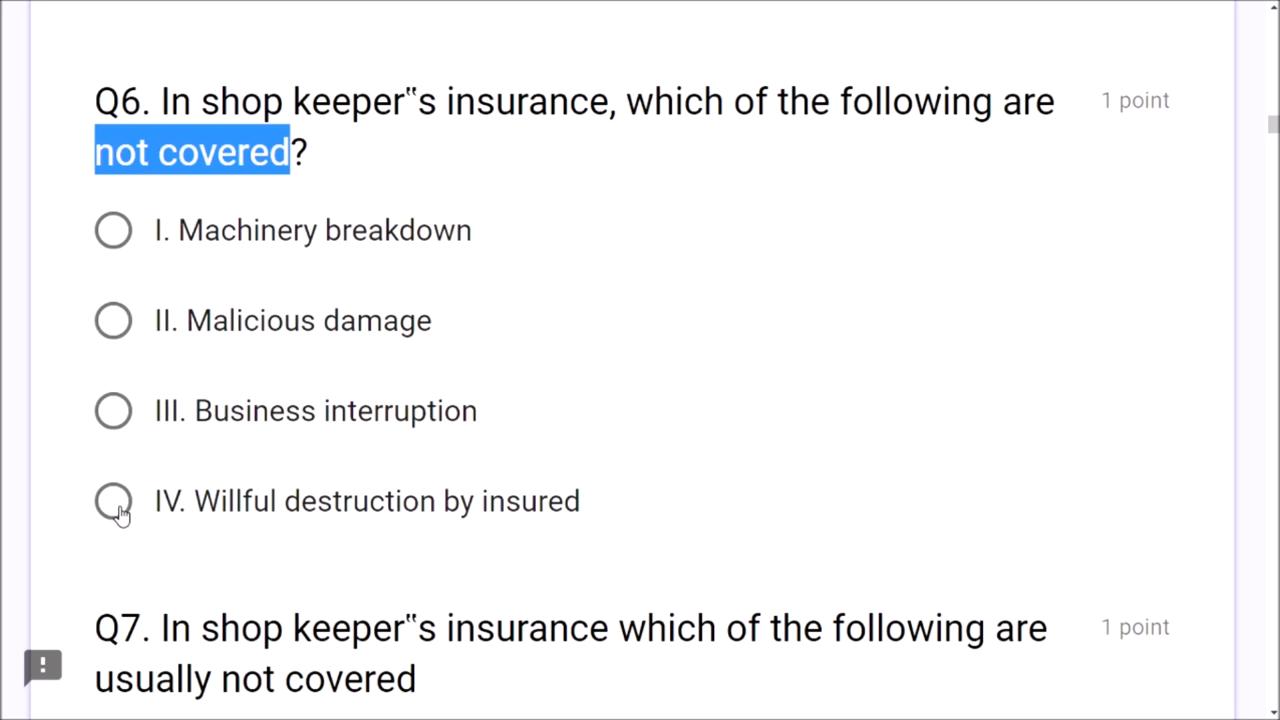 Q6. In shop keeper‟s insurance, which of the following are
1 point
not covered?
I. Machinery breakdown
II. Malicious damage
III. Business interruption
IV. Willful destruction by insured
Q7. In shop keeper‟s insurance which of the following are
1 point
usually not covered